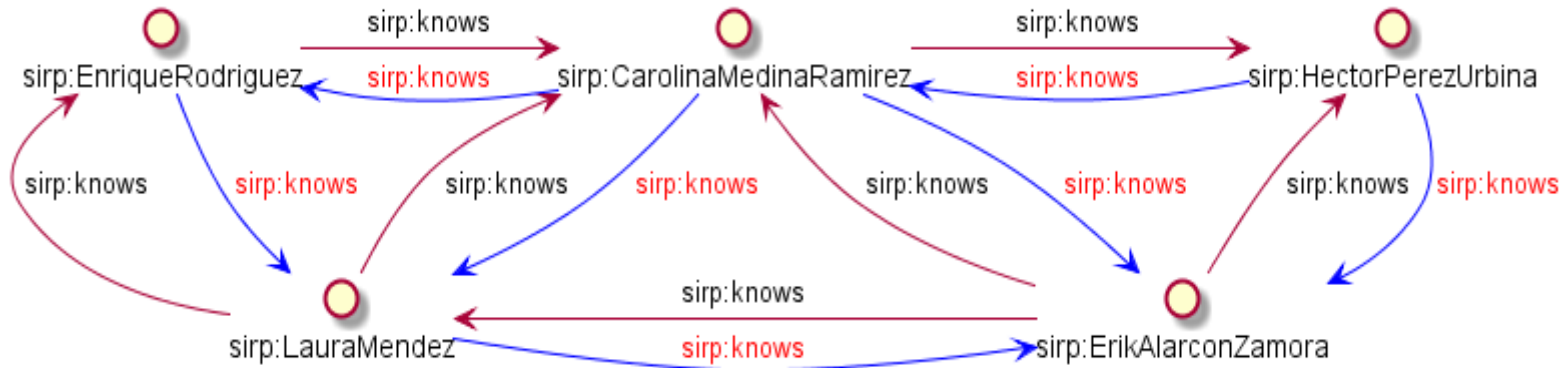 sirp:knows
sirp:knows
sirp:EnriqueRodriguez
sirp:knows
sirp:CarolinaMedinaRamirez
sirp:knows
sirp:HectorPerezUrbina
sirp:knows
sirp:knows
sirp:knows
sirp:knows
sirp:knows
sirp:knows
sirp:knows
sirp:knows
sirp:knows
sirp:LauraMendez
sirp:knows
sirp:ErikAlarconZamora